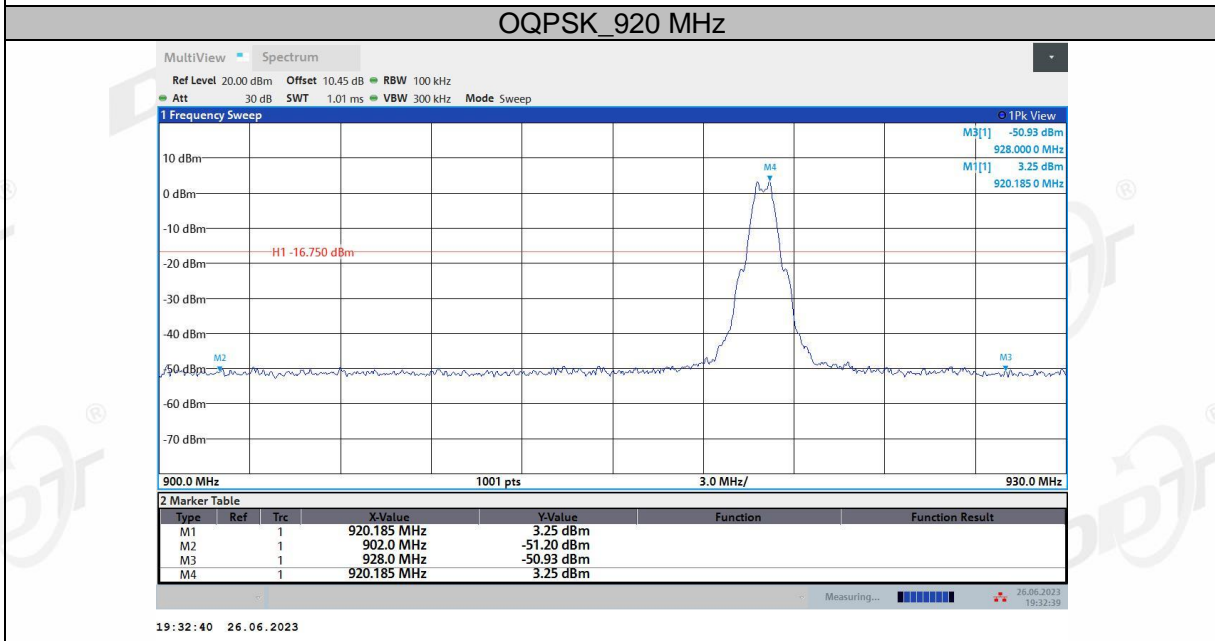 OQPSK_920 MHz
MultiView Spectrum
Ref Level 20.00 dBm Offset 10.45 dB RBW 100 kHz
Att 30 dB SWT 1.01 ms VBW 300 kHz Mode Sweep
1 Frequency Sweep 1Pk View
M3[1] -50.93 dBm
928.000 0 MHz
M1[1] 3.25 dBm
920.185 0 MHz
M4
10 dBm
0 dBm
-10 dBm
H1 -16.750 dBm
-20 dBm
-30 dBm
-40 dBm
M2 M3
-50 dBm
-60 dBm
-70 dBm
900.0 MHz 1001 pts 3.0 MHz/ 930.0 MHz
2 Marker Table
Type Ref Trc X-Value Y-Value Function Function Result
M1 1 920.185 MHz 3.25 dBm
M2 1 902.0 MHz -51.20 dBm
M3 1 928.0 MHz -50.93 dBm
M4 1 920.185 MHz 3.25 dBm
Measuring... 26.06.2023
19:32:39
19:32:40 26.06.2023